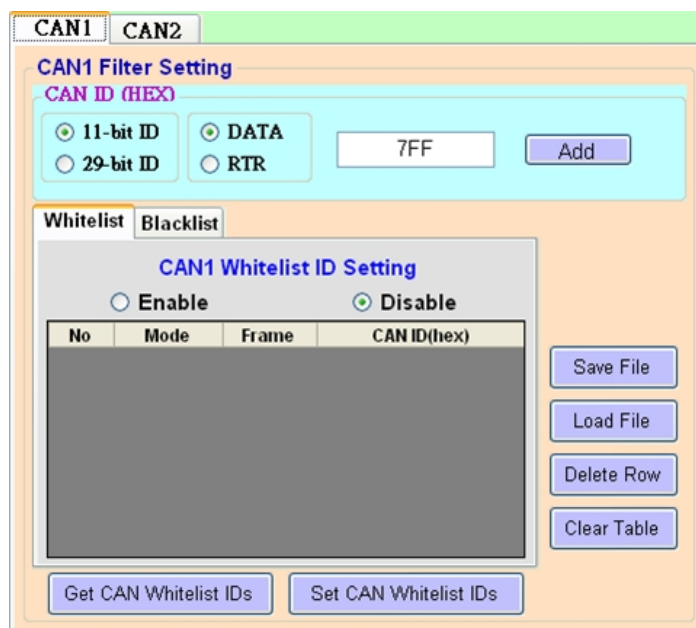 CAN1 CAN2
CAN1 Filter Setting
CAN ID (HEX)
11-bit ID DATA
29-bit ID RTR
7FF Add
Whitelist Blacklist
CAN1 Whitelist ID Setting
Enable Disable
No Mode Frame CAN ID(hex)
Save File
Load File
Delete Row
Clear Table
Get CAN Whitelist IDs Set CAN Whitelist IDs